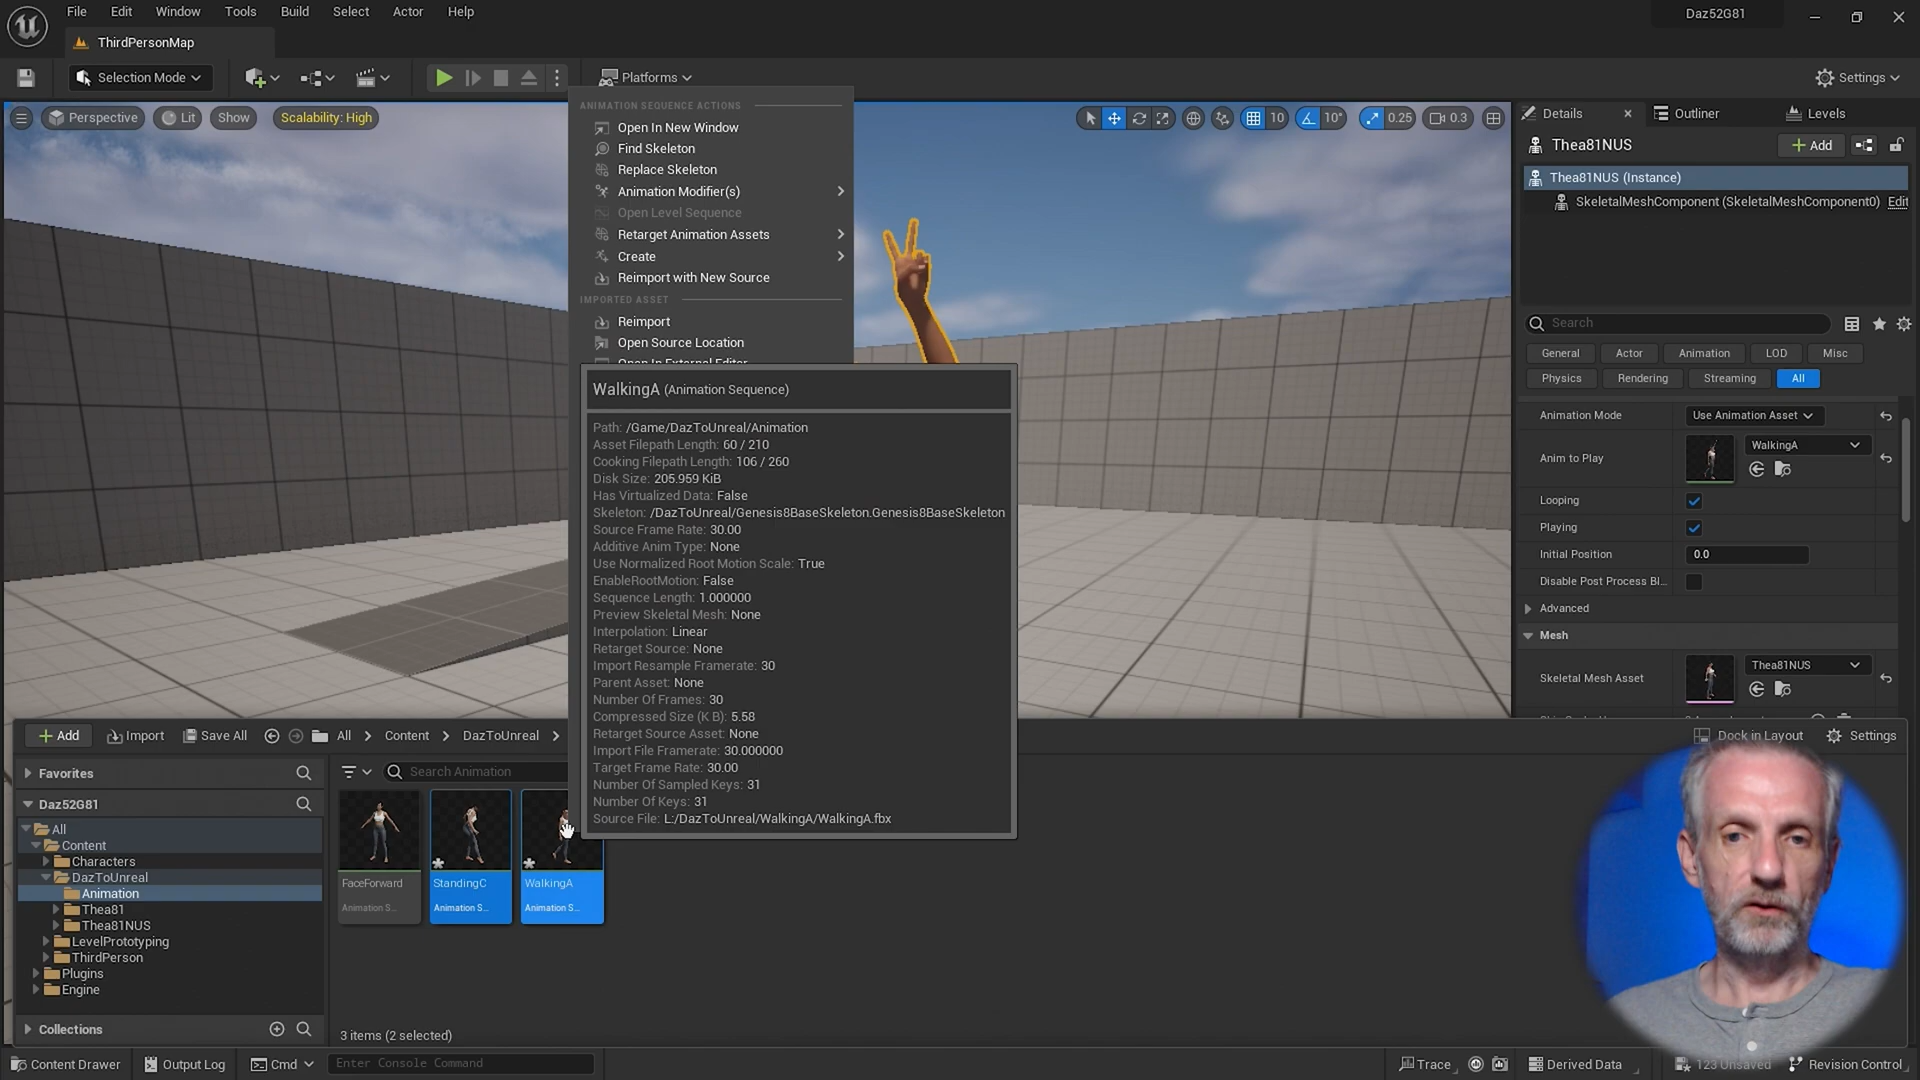 File Edit Window Tools Build Select Actor Help
Daz52G81
ThirdPersonMap
Selection Mode
Platforms
Settings
Perspective Lit Show Scalability: High
10 10° 0.25 0.3
ANIMATION SEQUENCE ACTIONS
Open In New Window
Find Skeleton
Replace Skeleton
Animation Modifier(s)
Open Level Sequence
Retarget Animation Assets
Create
Reimport with New Source
IMPORTED ASSET
Reimport
Open Source Location
Open In External Editor
WalkingA (Animation Sequence)
Path: /Game/DazToUnreal/Animation
Asset Filepath Length: 60 / 210
Cooking Filepath Length: 106 / 260
Disk Size: 205.959 KiB
Has Virtualized Data: False
Skeleton: /DazToUnreal/Genesis8BaseSkeleton.Genesis8BaseSkeleton
Source Frame Rate: 30.00
Additive Anim Type: None
Use Normalized Root Motion Scale: True
EnableRootMotion: False
Sequence Length: 1.000000
Preview Skeletal Mesh: None
Interpolation: Linear
Retarget Source: None
Import Resample Framerate: 30
Parent Asset: None
Number Of Frames: 30
Compressed Size (K B): 5.58
Retarget Source Asset: None
Import File Framerate: 30.000000
Target Frame Rate: 30.00
Number Of Sampled Keys: 31
Number Of Keys: 31
Source File: L:/DazToUnreal/WalkingA/WalkingA.fbx
Details Outliner Levels
Thea81NUS
Add
Thea81NUS (Instance)
SkeletalMeshComponent (SkeletalMeshComponent0) Edit
Search
General Actor Animation LOD Misc
Physics Rendering Streaming All
Animation Mode Use Animation Asset
Anim to Play WalkingA
Looping
Playing
Initial Position 0.0
Disable Post Process Bl...
Advanced
Mesh
Skeletal Mesh Asset Thea81NUS
Add Import Save All All Content DazToUnreal
Dock in Layout Settings
Favorites
Search Animation
Daz52G81
All
Content
Characters
DazToUnreal
Animation
Thea81
Thea81NUS
LevelPrototyping
ThirdPerson
Plugins
Engine
Collections
FaceForward StandingC WalkingA
Animation S... Animation S... Animation S...
3 items (2 selected)
Content Drawer Output Log Cmd Enter Console Command
Trace Derived Data 123 Unsaved Revision Control